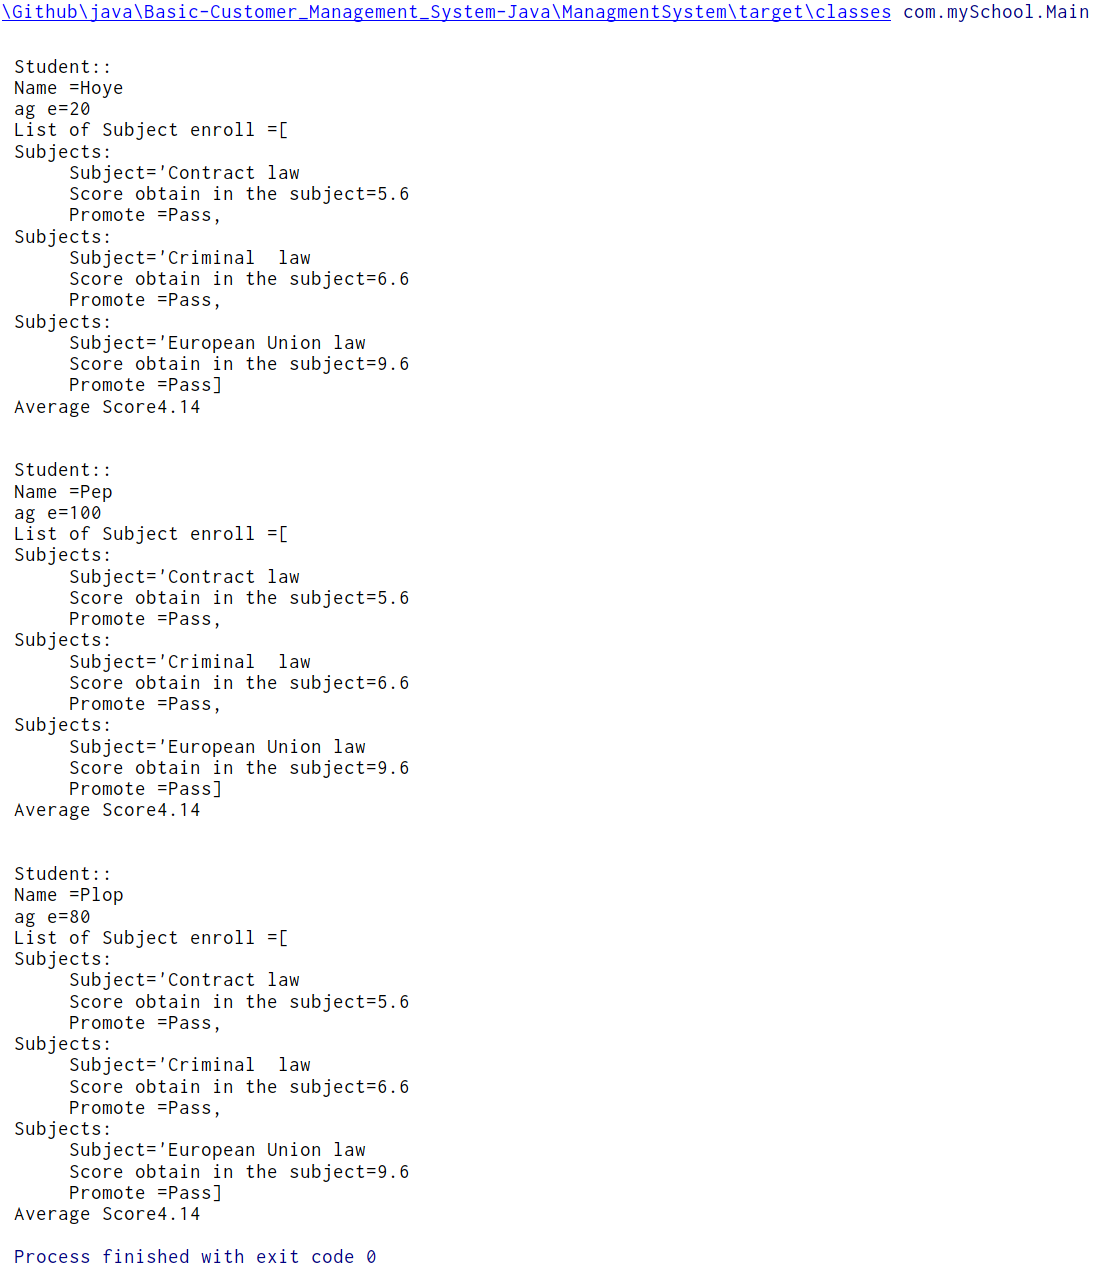 \Github\java\Basic-Customer_Management_System-Java\ManagmentSystem\target\classes com.mySchool.Main
Student::
Name =Hoye
ag e=20
List of Subject enroll =[
Subjects:
Subject='Contract law
Score obtain in the subject=5.6
Promote =Pass,
Subjects:
Subject='Criminal  law
Score obtain in the subject=6.6
Promote =Pass,
Subjects:
Subject='European Union law
Score obtain in the subject=9.6
Promote =Pass]
Average Score4.14
Student::
Name =Pep
ag e=100
List of Subject enroll =[
Subjects:
Subject='Contract law
Score obtain in the subject=5.6
Promote =Pass,
Subjects:
Subject='Criminal  law
Score obtain in the subject=6.6
Promote =Pass,
Subjects:
Subject='European Union law
Score obtain in the subject=9.6
Promote =Pass]
Average Score4.14
Student::
Name =Plop
ag e=80
List of Subject enroll =[
Subjects:
Subject='Contract law
Score obtain in the subject=5.6
Promote =Pass,
Subjects:
Subject='Criminal  law
Score obtain in the subject=6.6
Promote =Pass,
Subjects:
Subject='European Union law
Score obtain in the subject=9.6
Promote =Pass]
Average Score4.14
Process finished with exit code 0